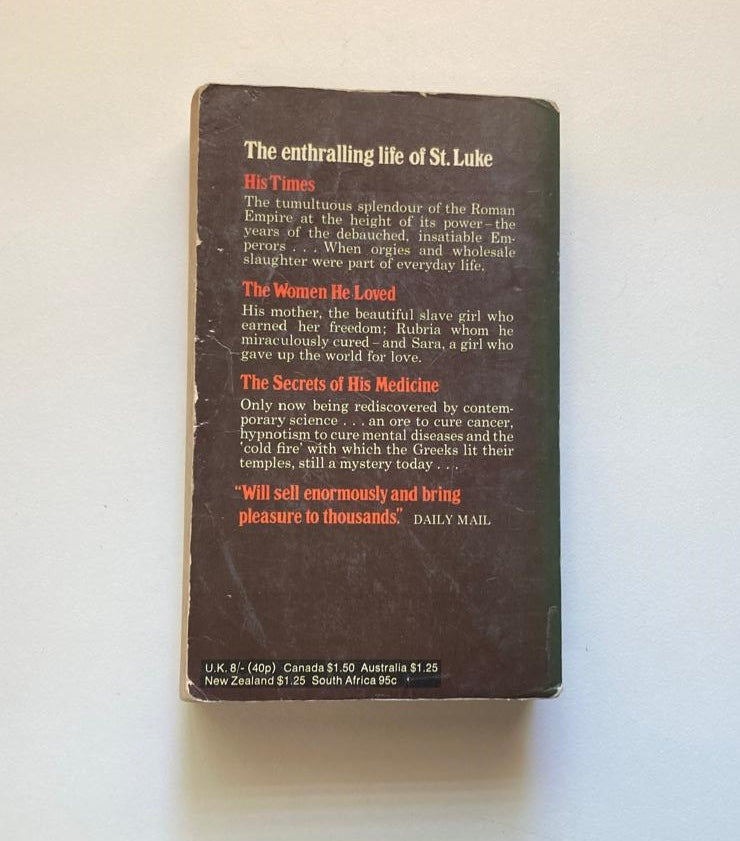 The enthralling life of St. Luke
His Times
The tumultuous splendour of the Roman
Empire at the height of its power – the
years of the debauched, insatiable Em-
perors . . . When orgies and wholesale
slaughter were part of everyday life.
The Women He Loved
His mother, the beautiful slave girl who
earned her freedom; Rubria whom he
miraculously cured – and Sara, a girl who
gave up the world for love.
The Secrets of His Medicine
Only now being rediscovered by contem-
porary science . . . an ore to cure cancer,
hypnotism to cure mental diseases and the
'cold fire' with which the Greeks lit their
temples, still a mystery today . . .
“Will sell enormously and bring
pleasure to thousands.” DAILY MAIL
U.K. 8/- (40p) Canada $1.50 Australia $1.25
New Zealand $1.25 South Africa 95c